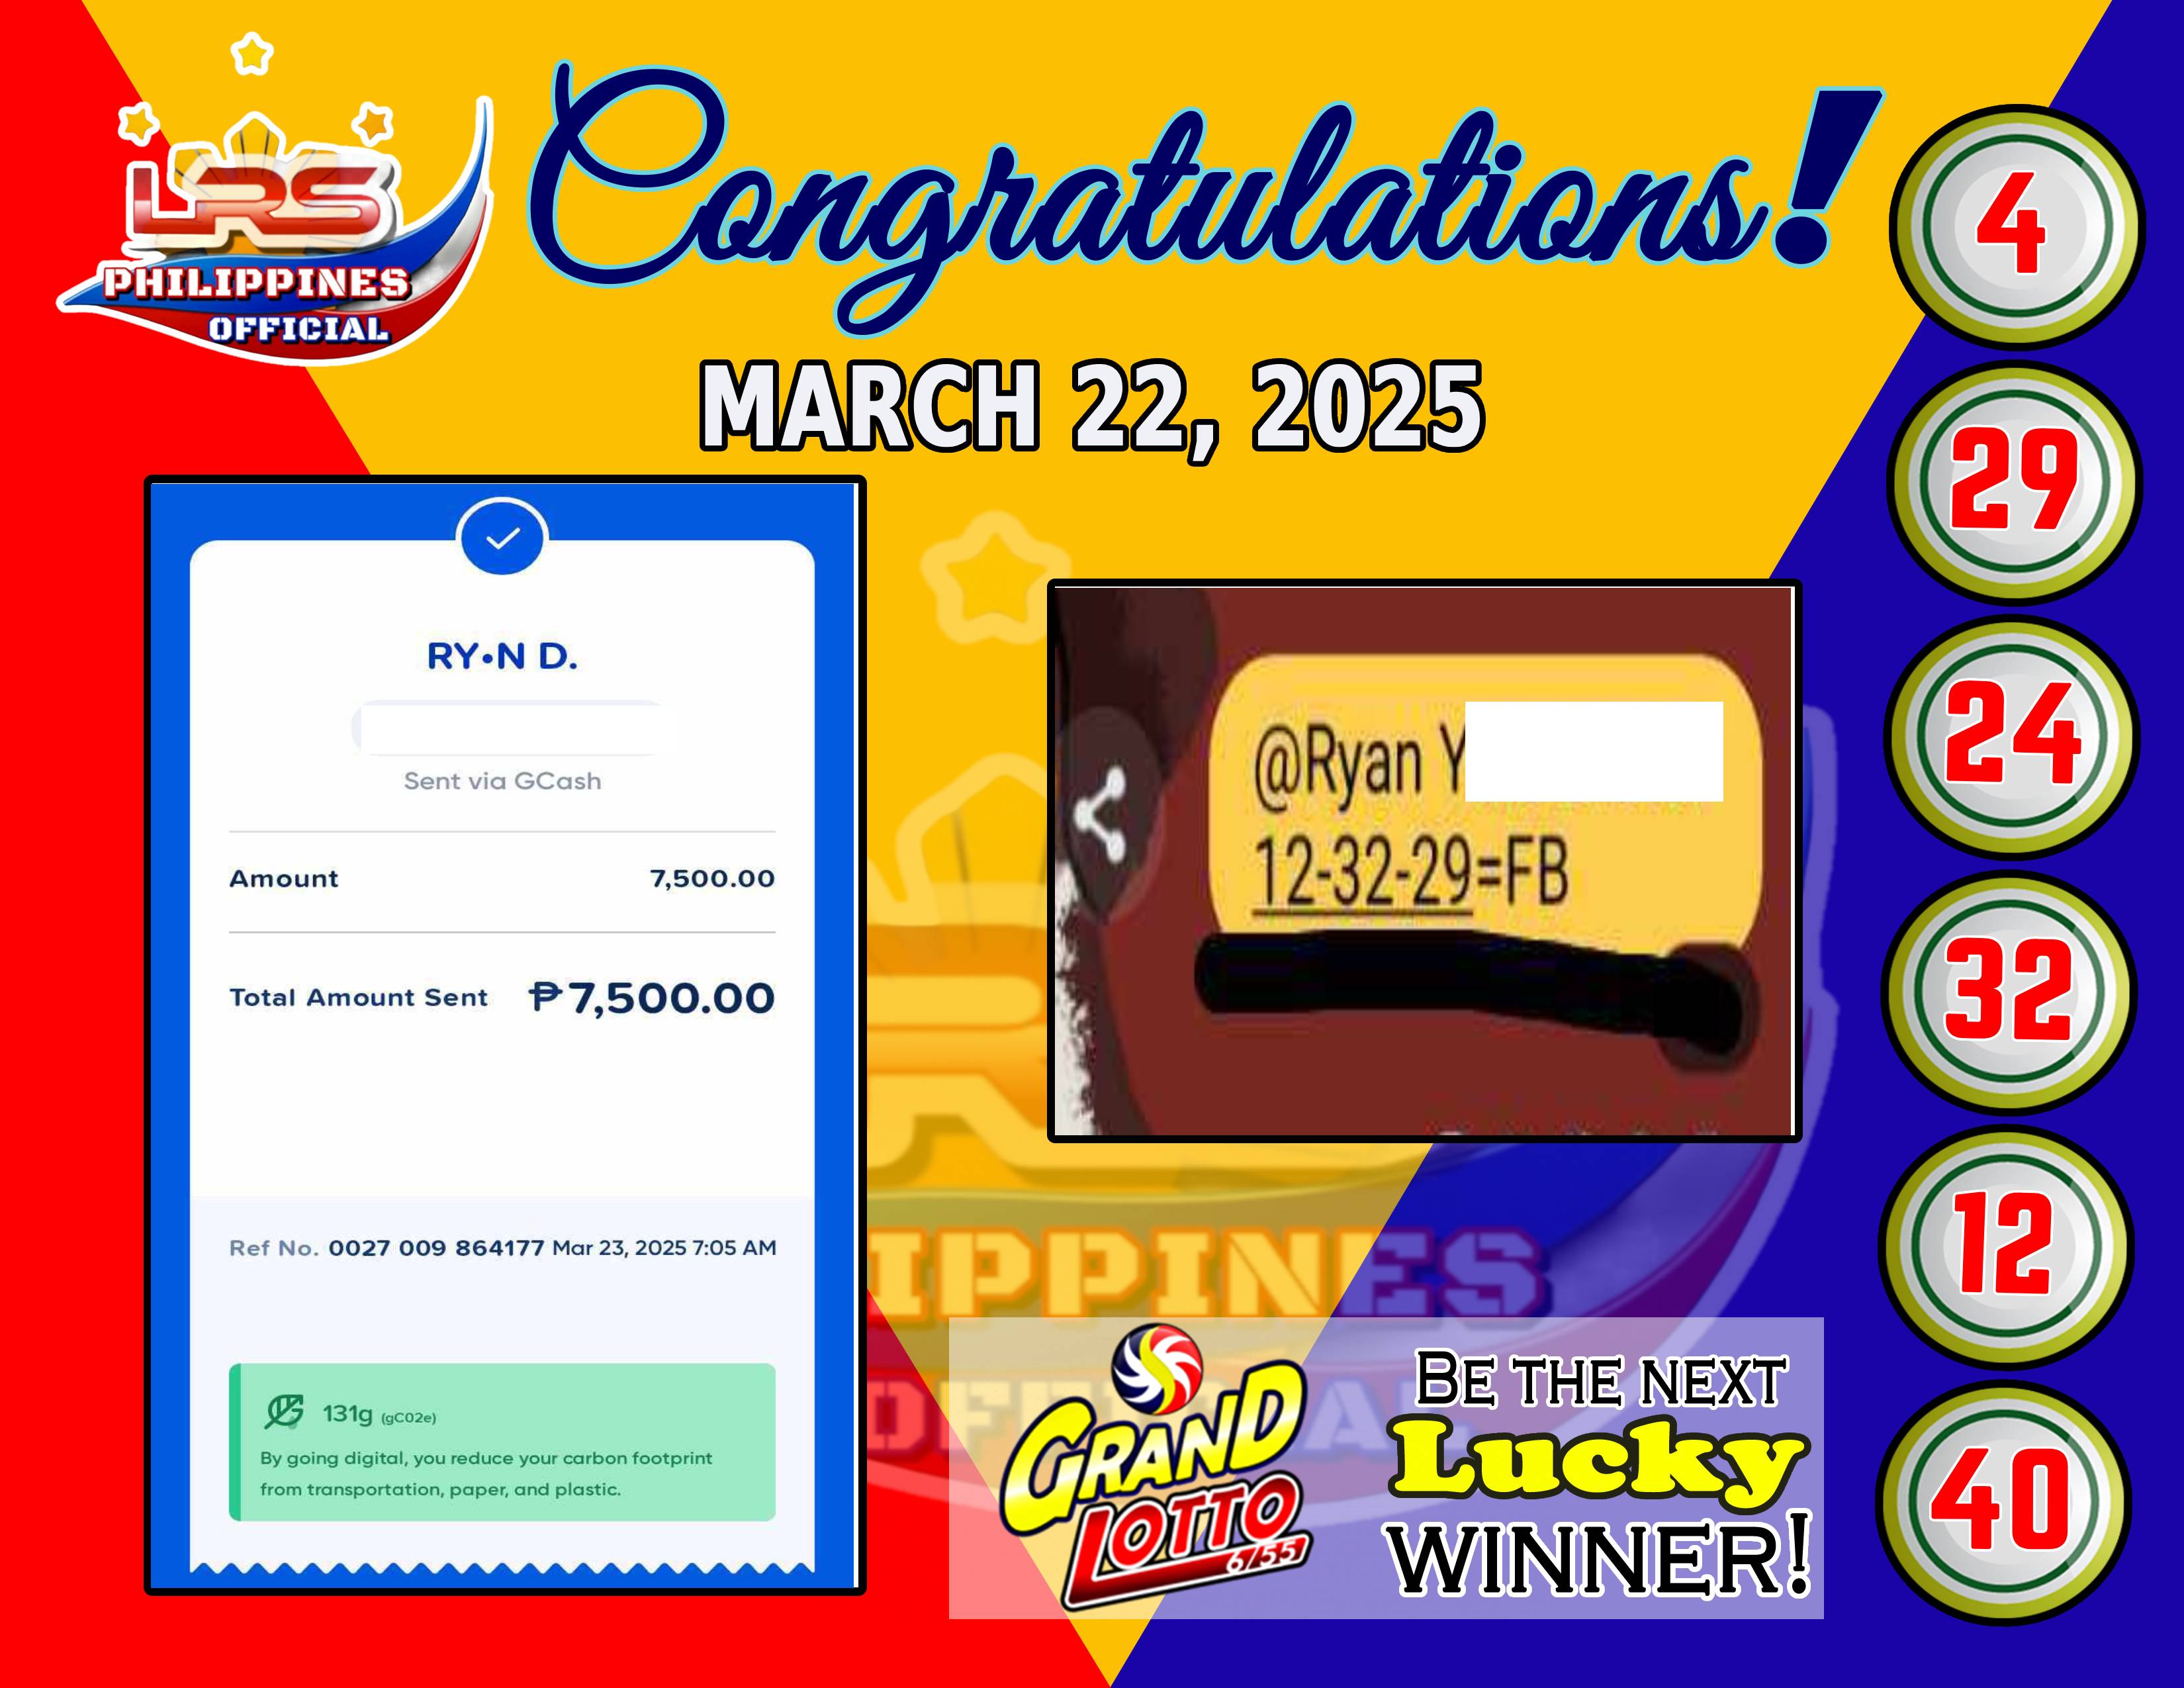 LRS
PHILIPPINES
OFFICIAL
Congratulations!
MARCH 22, 2025
RY•N D.
Sent via GCash
Amount 7,500.00
Total Amount Sent ₱7,500.00
Ref No. 0027 009 864177 Mar 23, 2025 7:05 AM
131g (gCO2e)
By going digital, you reduce your carbon footprint
from transportation, paper, and plastic.
@Ryan Y
12-32-29=FB
GRAND
LOTTO
6/55
BE THE NEXT
Lucky
WINNER!
4
29
24
32
12
40